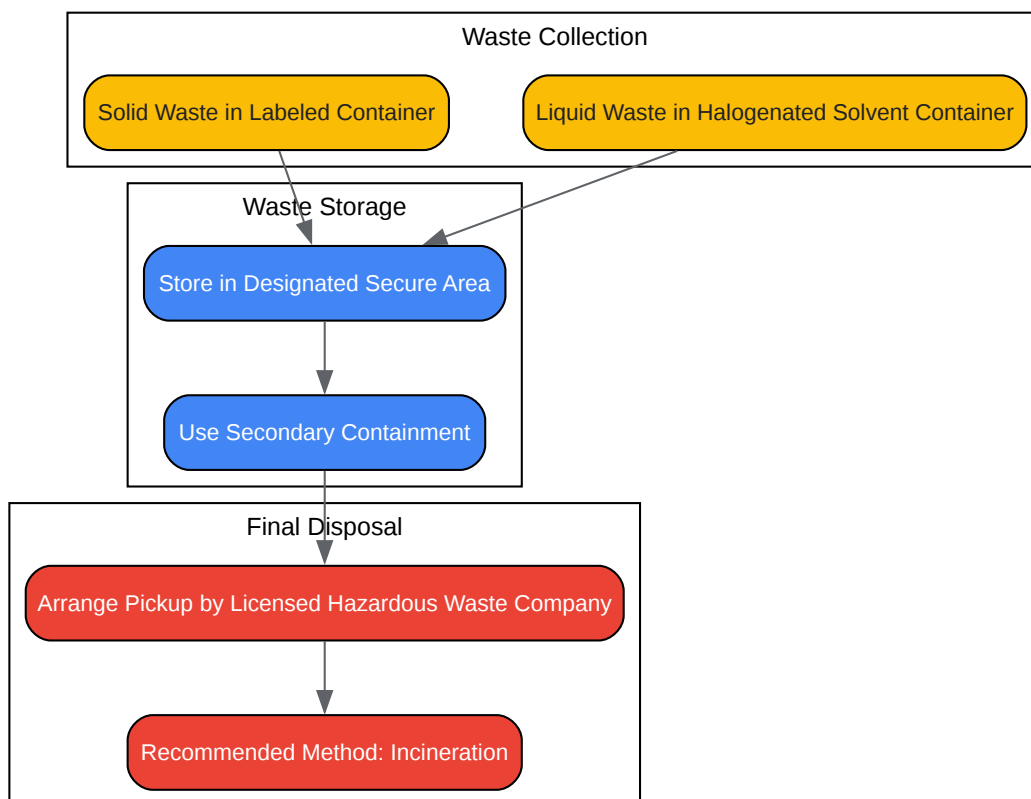 Waste Collection
Solid Waste in Labeled Container
Liquid Waste in Halogenated Solvent Container
Waste Storage
Store in Designated Secure Area
Use Secondary Containment
Final Disposal
Arrange Pickup by Licensed Hazardous Waste Company
Recommended Method: Incineration